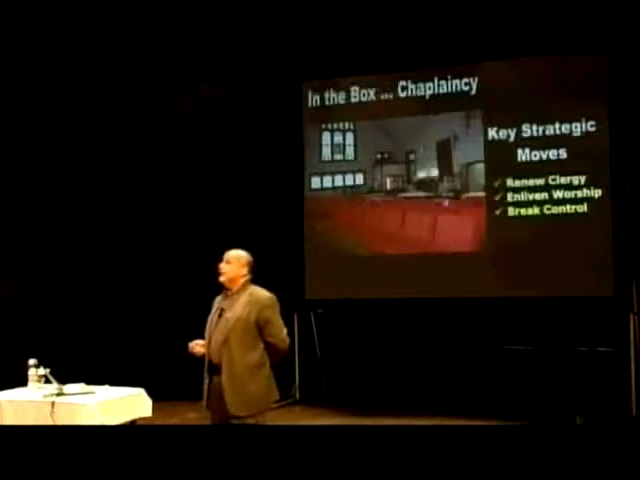 In the Box ... Chaplaincy
Key Strategic
Moves
✓ Renew Clergy
✓ Enliven Worship
✓ Break Control